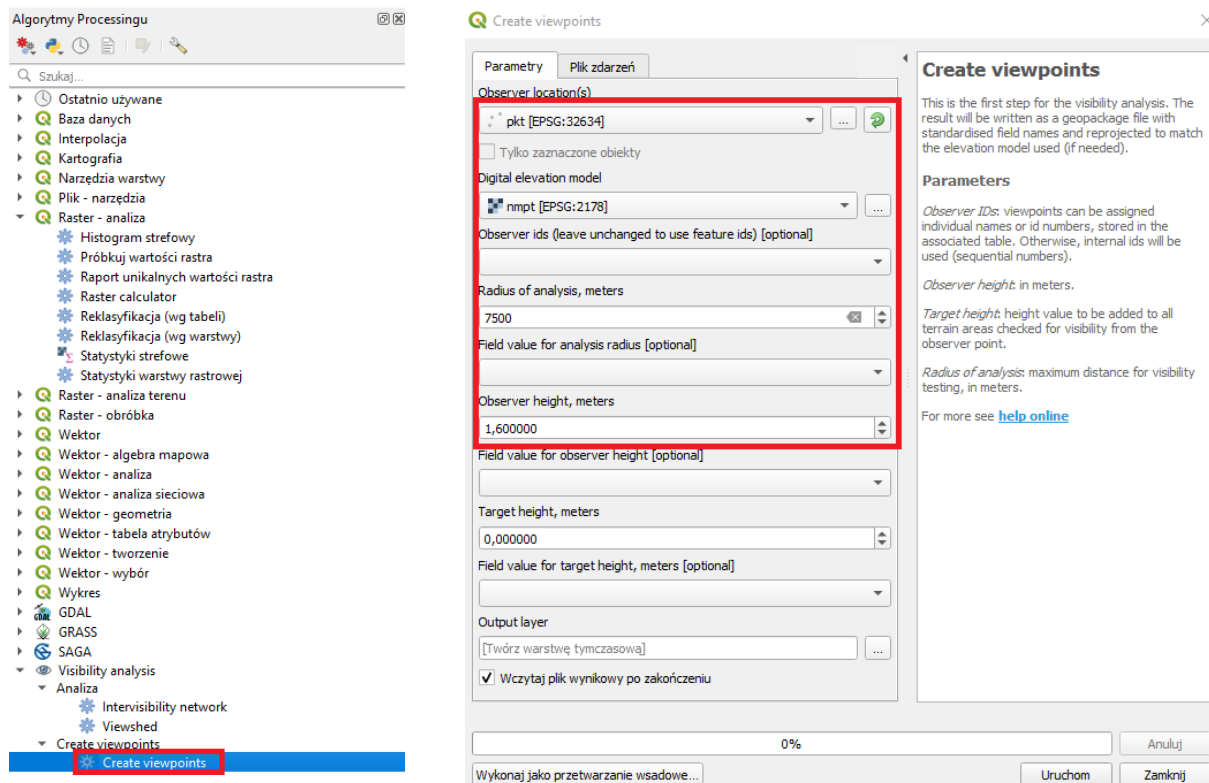 Algorytmy Processingu
Szukaj...
Ostatnio używane
Baza danych
Interpolacja
Kartografia
Narzędzia warstwy
Plik - narzędzia
Raster - analiza
Histogram strefowy
Próbkuj wartości rastra
Raport unikalnych wartości rastra
Raster calculator
Reklasyfikacja (wg tabeli)
Reklasyfikacja (wg warstwy)
Statystyki strefowe
Statystyki warstwy rastrowej
Raster - analiza terenu
Raster - obróbka
Wektor
Wektor - algebra mapowa
Wektor - analiza
Wektor - analiza sieciowa
Wektor - geometria
Wektor - tabela atrybutów
Wektor - tworzenie
Wektor - wybór
Wykres
GDAL
GRASS
SAGA
Visibility analysis
Analiza
Intervisibility network
Viewshed
Create viewpoints
Create viewpoints
Create viewpoints
Parametry
Plik zdarzeń
Observer location(s)
pkt [EPSG:32634]
...
Tylko zaznaczone obiekty
Digital elevation model
nmpt [EPSG:2178]
...
Observer ids (leave unchanged to use feature ids) [optional]
Radius of analysis, meters
7500
Field value for analysis radius [optional]
Observer height, meters
1,600000
Field value for observer height [optional]
Target height, meters
0,000000
Field value for target height, meters [optional]
Output layer
[Twórz warstwę tymczasową]
...
Wczytaj plik wynikowy po zakończeniu
Create viewpoints
This is the first step for the visibility analysis. The
result will be written as a geopackage file with
standardised field names and reprojected to match
the elevation model used (if needed).
Parameters
Observer IDs: viewpoints can be assigned
individual names or id numbers, stored in the
associated table. Otherwise, internal ids will be
used (sequential numbers).
Observer height: in meters.
Target height: height value to be added to all
terrain areas checked for visibility from the
observer point.
Radius of analysis: maximum distance for visibility
testing, in meters.
For more see help online
0%
Anuluj
Wykonaj jako przetwarzanie wsadowe...
Uruchom
Zamknij